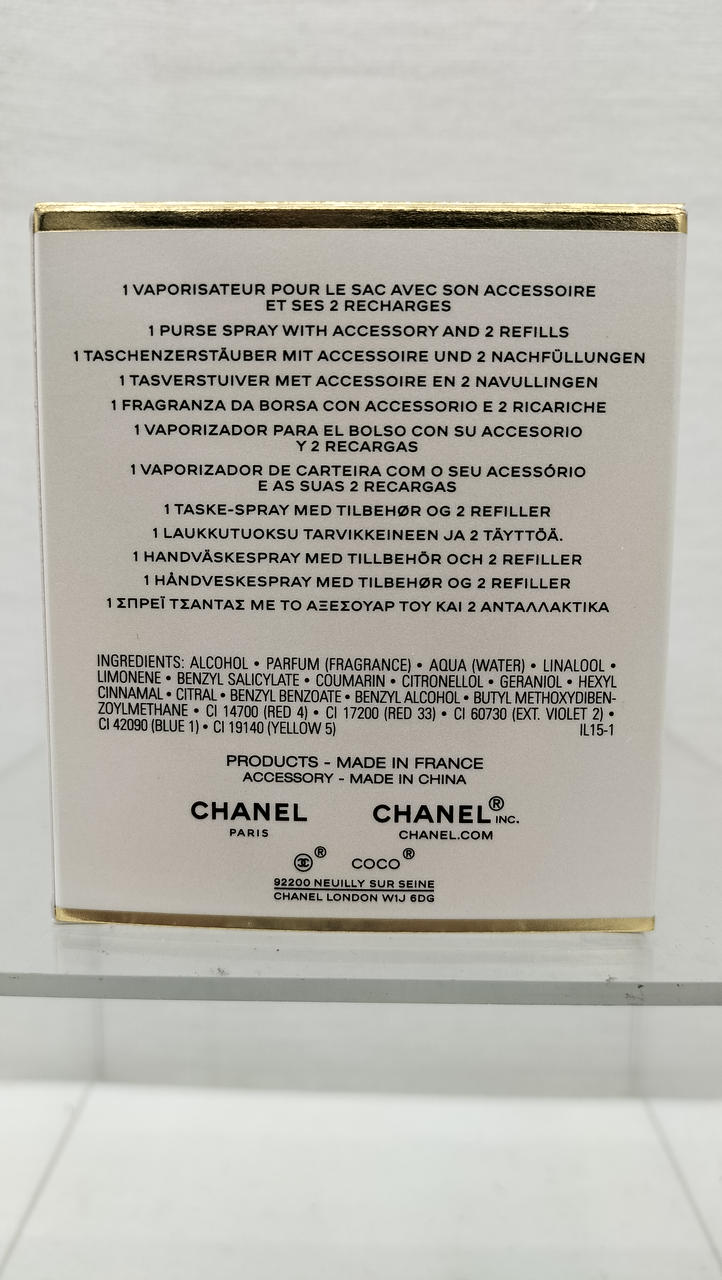 1 VAPORISATEUR POUR LE SAC AVEC SON ACCESSOIRE
ET SES 2 RECHARGES
1 PURSE SPRAY WITH ACCESSORY AND 2 REFILLS
1 TASCHENZERSTÄUBER MIT ACCESSOIRE UND 2 NACHFÜLLUNGEN
1 TASVERSTUIVER MET ACCESSOIRE EN 2 NAVULLINGEN
1 FRAGRANZA DA BORSA CON ACCESSORIO E 2 RICARICHE
1 VAPORIZADOR PARA EL BOLSO CON SU ACCESORIO
Y 2 RECARGAS
1 VAPORIZADOR DE CARTEIRA COM O SEU ACESSÓRIO
E AS SUAS 2 RECARGAS
1 TASKE-SPRAY MED TILBEHØR OG 2 REFILLER
1 LAUKKUTUOKSU TARVIKKEINEEN JA 2 TÄYTTÖÄ.
1 HANDVÄSKESPRAY MED TILLBEHÖR OCH 2 REFILLER
1 HÅNDVESKESPRAY MED TILBEHØR OG 2 REFILLER
1 ΣΠΡΕΪ ΤΣΑΝΤΑΣ ΜΕ ΤΟ ΑΞΕΣΟΥΑΡ ΤΟΥ ΚΑΙ 2 ΑΝΤΑΛΛΑΚΤΙΚΑ
INGREDIENTS: ALCOHOL • PARFUM (FRAGRANCE) • AQUA (WATER) • LINALOOL •
LIMONENE • BENZYL SALICYLATE • COUMARIN • CITRONELLOL • GERANIOL • HEXYL
CINNAMAL • CITRAL • BENZYL BENZOATE • BENZYL ALCOHOL • BUTYL METHOXYDIBEN-
ZOYLMETHANE • CI 14700 (RED 4) • CI 17200 (RED 33) • CI 60730 (EXT. VIOLET 2) •
CI 42090 (BLUE 1) • CI 19140 (YELLOW 5) IL15-1
PRODUCTS - MADE IN FRANCE
ACCESSORY - MADE IN CHINA
CHANEL CHANEL® INC.
PARIS CHANEL.COM
® COCO®
92200 NEUILLY SUR SEINE
CHANEL LONDON W1J 6DG